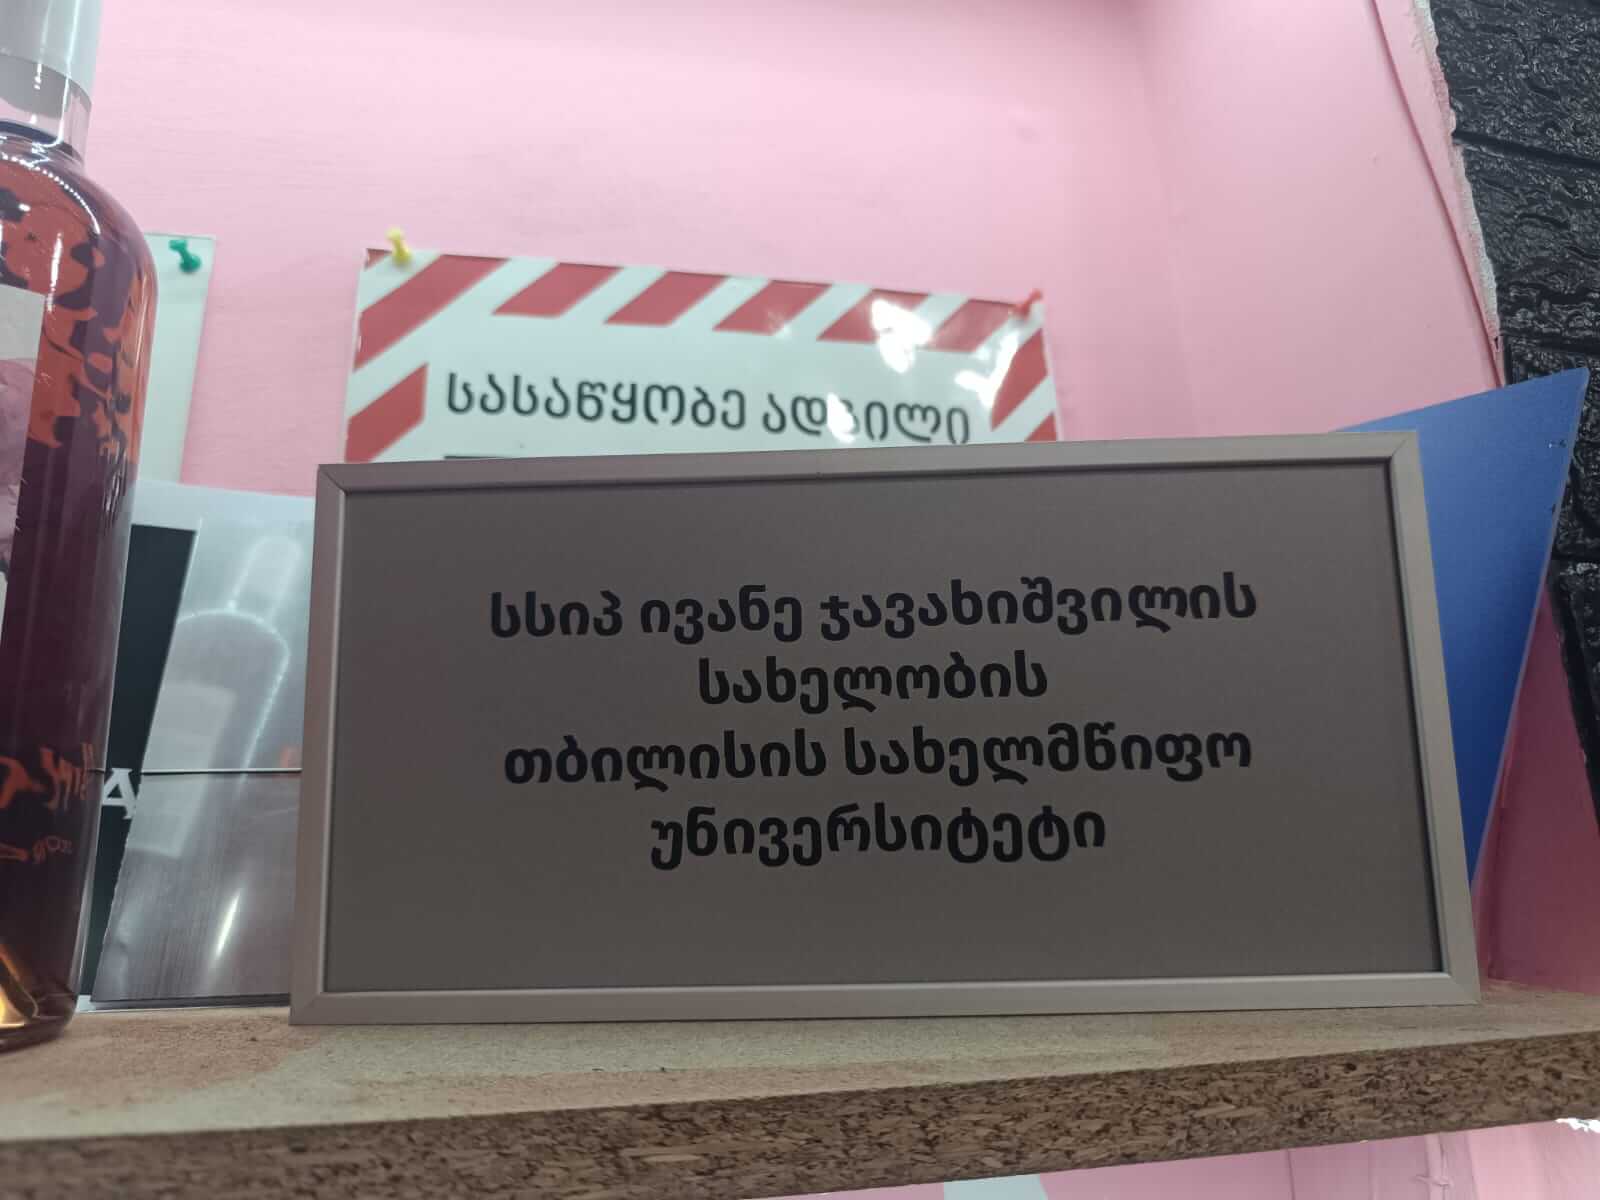 სასაწყობე ადგილი
სსიპ ივანე ჯავახიშვილის
სახელობის
თბილისის სახელმწიფო
უნივერსიტეტი